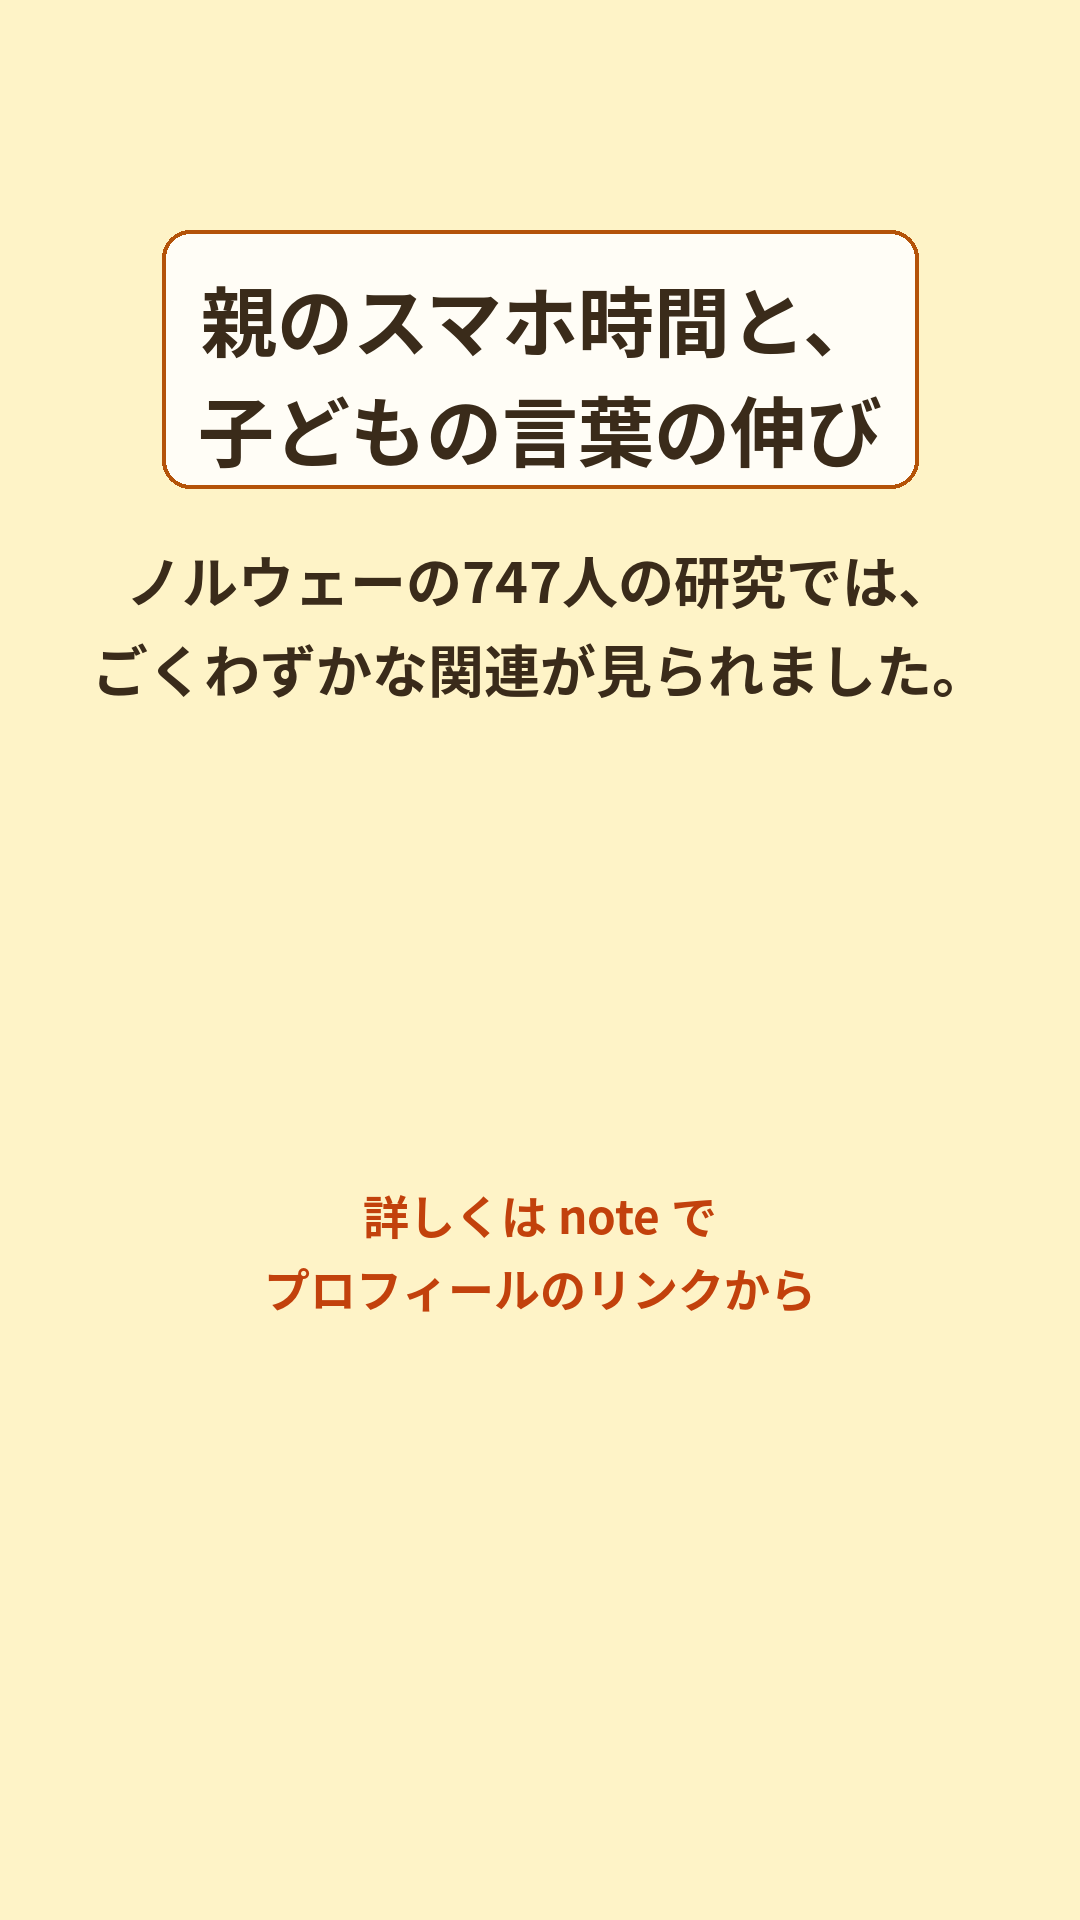 親のスマホ時間と、
子どもの言葉の伸び
ノルウェーの747人の研究では、
ごくわずかな関連が見られました。
詳しくは note で
プロフィールのリンクから